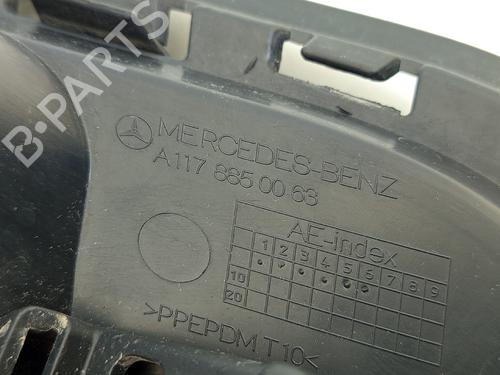 B-PARTS
MERCEDES-BENZ
A117 885 00 63
AE-index
1 2 3 4 5 6 7 8 9
10
20
>PPEPDM T10<